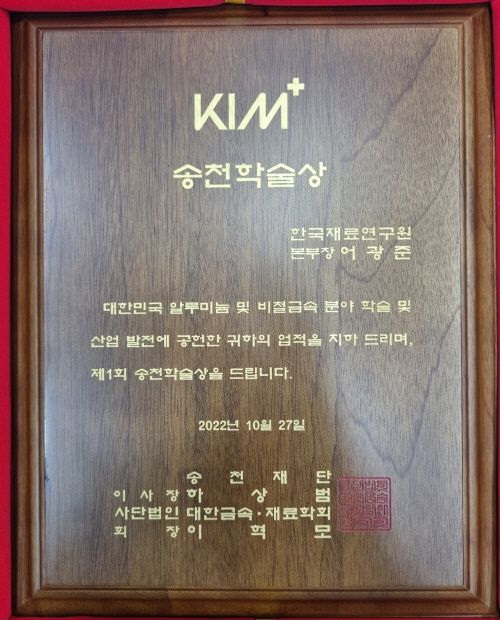 KIM+
송천학술상
한국재료연구원
본부장 어 광 준
대한민국 알루미늄 및 비철금속 분야 학술 및
산업 발전에 공헌한 귀하의 업적을 치하 드리며,
제1회 송천학술상을 드립니다.
2022년 10월 27일
송 천 재 단
이 사 장 하 상 범
사단법인 대한금속·재료학회
회 장 이 혁 모